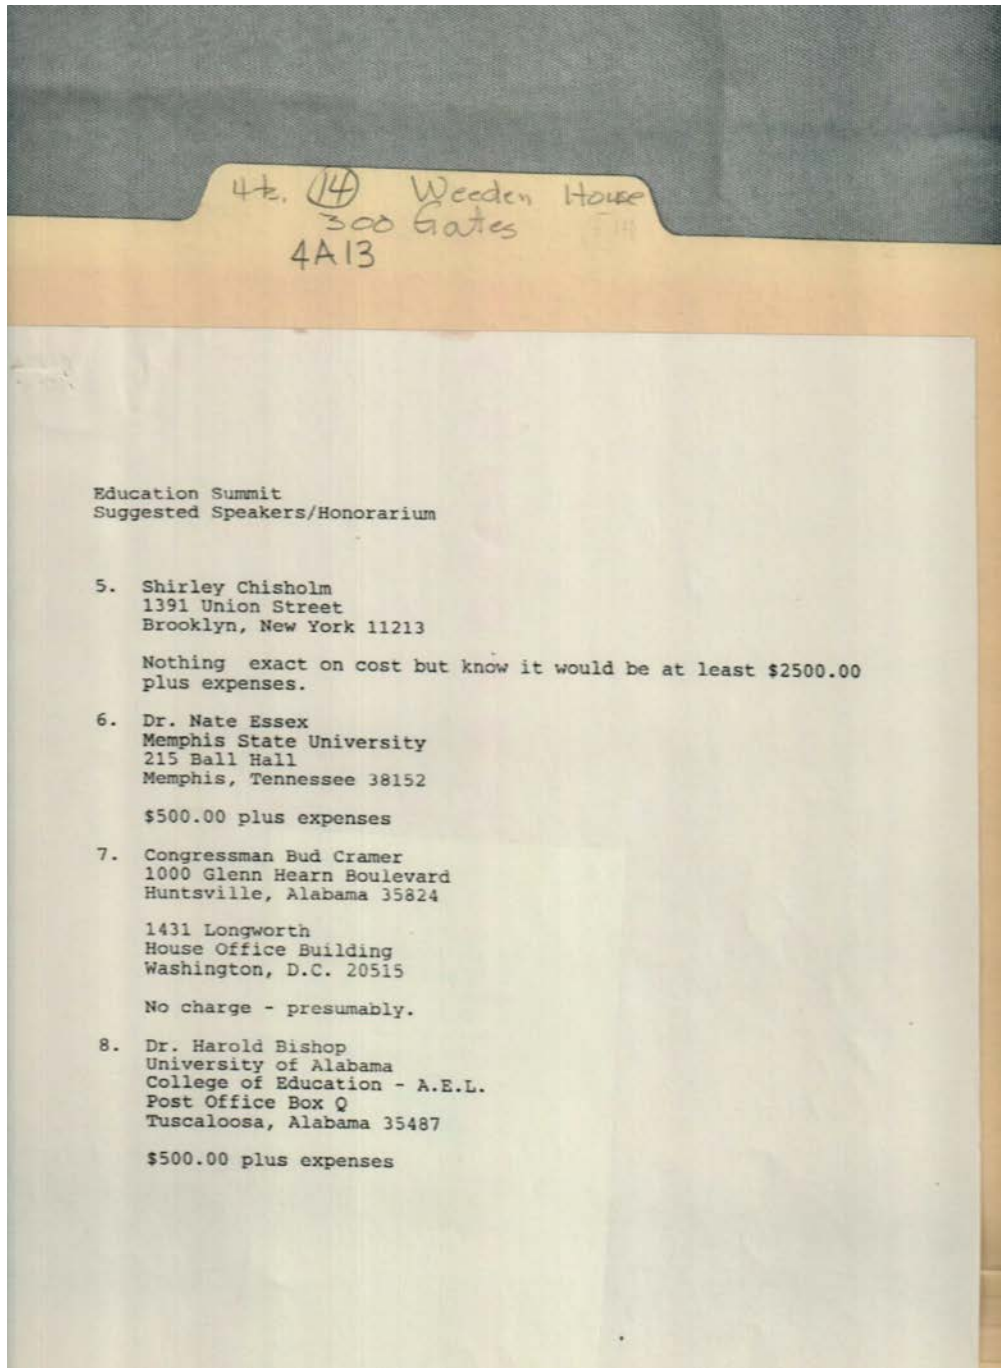 (14) Weeden House
300 Gates
4A13
Education Summit
Suggested Speakers/Honorarium
5. Shirley Chisholm
1391 Union Street
Brooklyn, New York 11213
Nothing exact on cost but know it would be at least $2500.00
plus expenses.
6. Dr. Nate Essex
Memphis State University
215 Ball Hall
Memphis, Tennessee 38152
$500.00 plus expenses
7. Congressman Bud Cramer
1000 Glenn Hearn Boulevard
Huntsville, Alabama 35824
1431 Longworth
House Office Building
Washington, D.C. 20515
No charge - presumably.
8. Dr. Harold Bishop
University of Alabama
College of Education - A.E.L.
Post Office Box Q
Tuscaloosa, Alabama 35487
$500.00 plus expenses